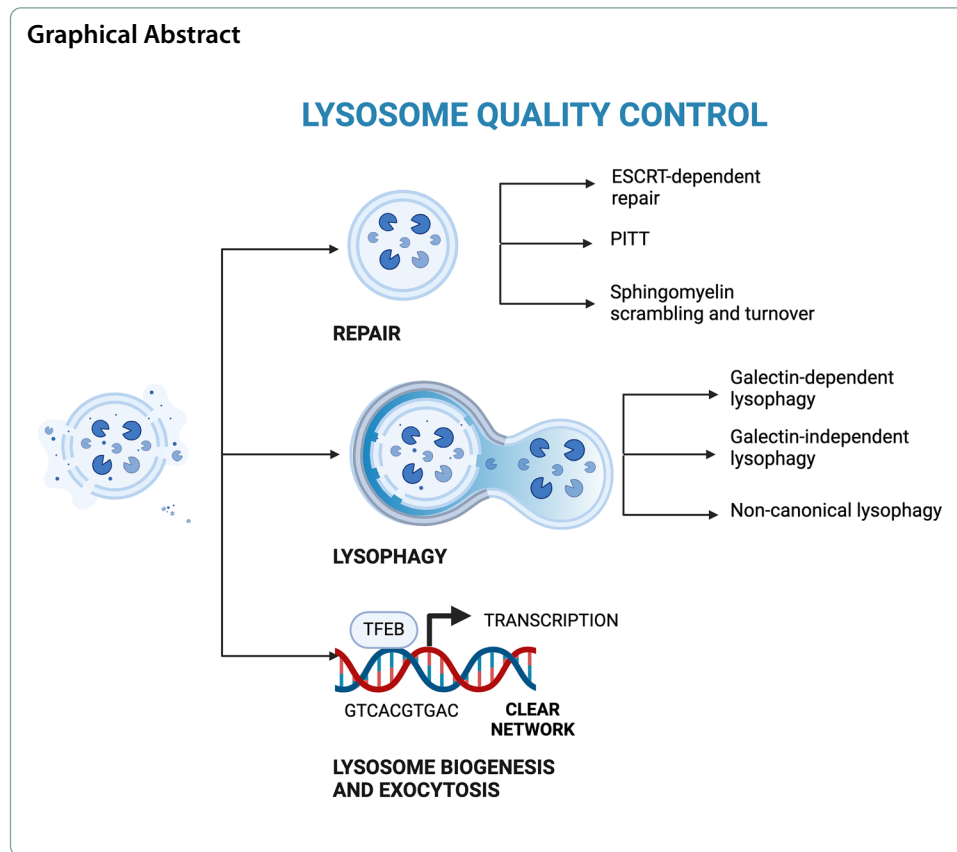 Graphical Abstract
LYSOSOME QUALITY CONTROL
ESCRT-dependent
repair
PITT
Sphingomyelin
scrambling and turnover
REPAIR
Galectin-dependent
lysophagy
Galectin-independent
lysophagy
Non-canonical lysophagy
LYSOPHAGY
TFEB
TRANSCRIPTION
GTCACGTGAC
CLEAR
NETWORK
LYSOSOME BIOGENESIS
AND EXOCYTOSIS